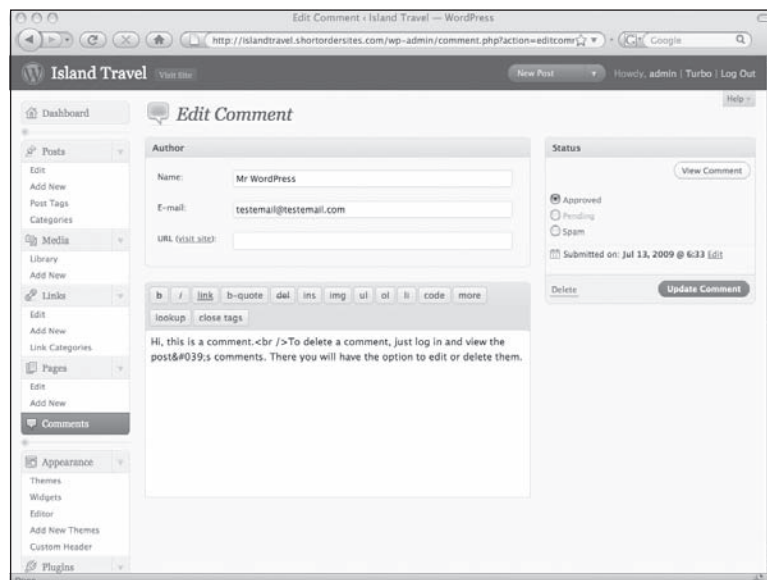 Edit Comment ‹ Island Travel — WordPress
http://islandtravel.shortordersites.com/wp-admin/comment.php?action=editcomr
Google
Island Travel
Visit Site
New Post
Howdy, admin | Turbo | Log Out
Help
Dashboard
Posts
Edit
Add New
Post Tags
Categories
Media
Library
Add New
Links
Edit
Add New
Link Categories
Pages
Edit
Add New
Comments
Appearance
Themes
Widgets
Editor
Add New Themes
Custom Header
Plugins
Edit Comment
Author
Name:
Mr WordPress
E-mail:
testemail@testemail.com
URL (visit site):
b i link b-quote del ins img ul ol li code more
lookup close tags
Hi, this is a comment.<br />To delete a comment, just log in and view the
post&#039;s comments. There you will have the option to edit or delete them.
Status
View Comment
Approved
Pending
Spam
Submitted on: Jul 13, 2009 @ 6:33 Edit
Delete
Update Comment